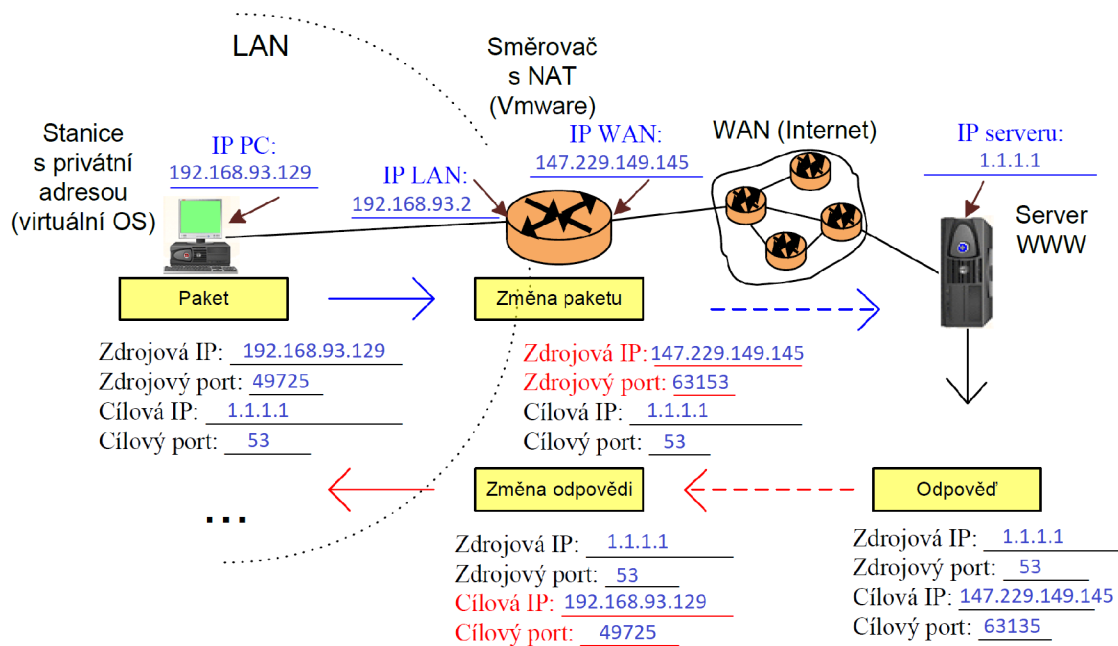 LAN
Směrovač
s NAT
(Vmware)
Stanice
s privátní
adresou
(virtuální OS)
IP PC:
192.168.93.129
IP LAN:
192.168.93.2
IP WAN:
147.229.149.145
WAN (Internet)
IP serveru:
1.1.1.1
Server
WWW
Paket
Změna paketu
Zdrojová IP: 192.168.93.129
Zdrojový port: 49725
Cílová IP: 1.1.1.1
Cílový port: 53
Zdrojová IP: 147.229.149.145
Zdrojový port: 63153
Cílová IP: 1.1.1.1
Cílový port: 53
...
Změna odpovědi
Odpověď
Zdrojová IP: 1.1.1.1
Zdrojový port: 53
Cílová IP: 192.168.93.129
Cílový port: 49725
Zdrojová IP: 1.1.1.1
Zdrojový port: 53
Cílová IP: 147.229.149.145
Cílový port: 63135